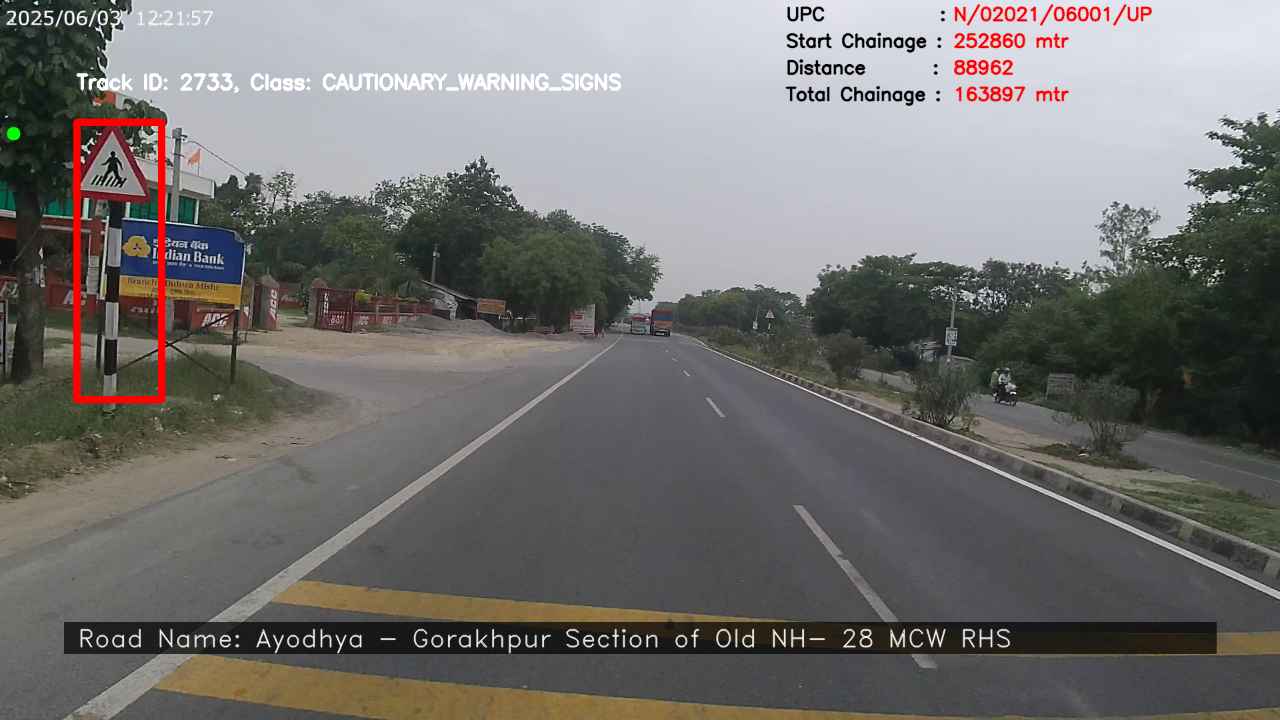 2025/06/03, 12:21:57
UPC : N/02021/06001/UP
Start Chainage : 252860 mtr
Distance : 88962
Total Chainage : 163897 mtr
Track ID: 2733, Class: CAUTIONARY_WARNING_SIGNS
इंडियन बैंक
Indian Bank
Road Name: Ayodhya - Gorakhpur Section of Old NH- 28 MCW RHS